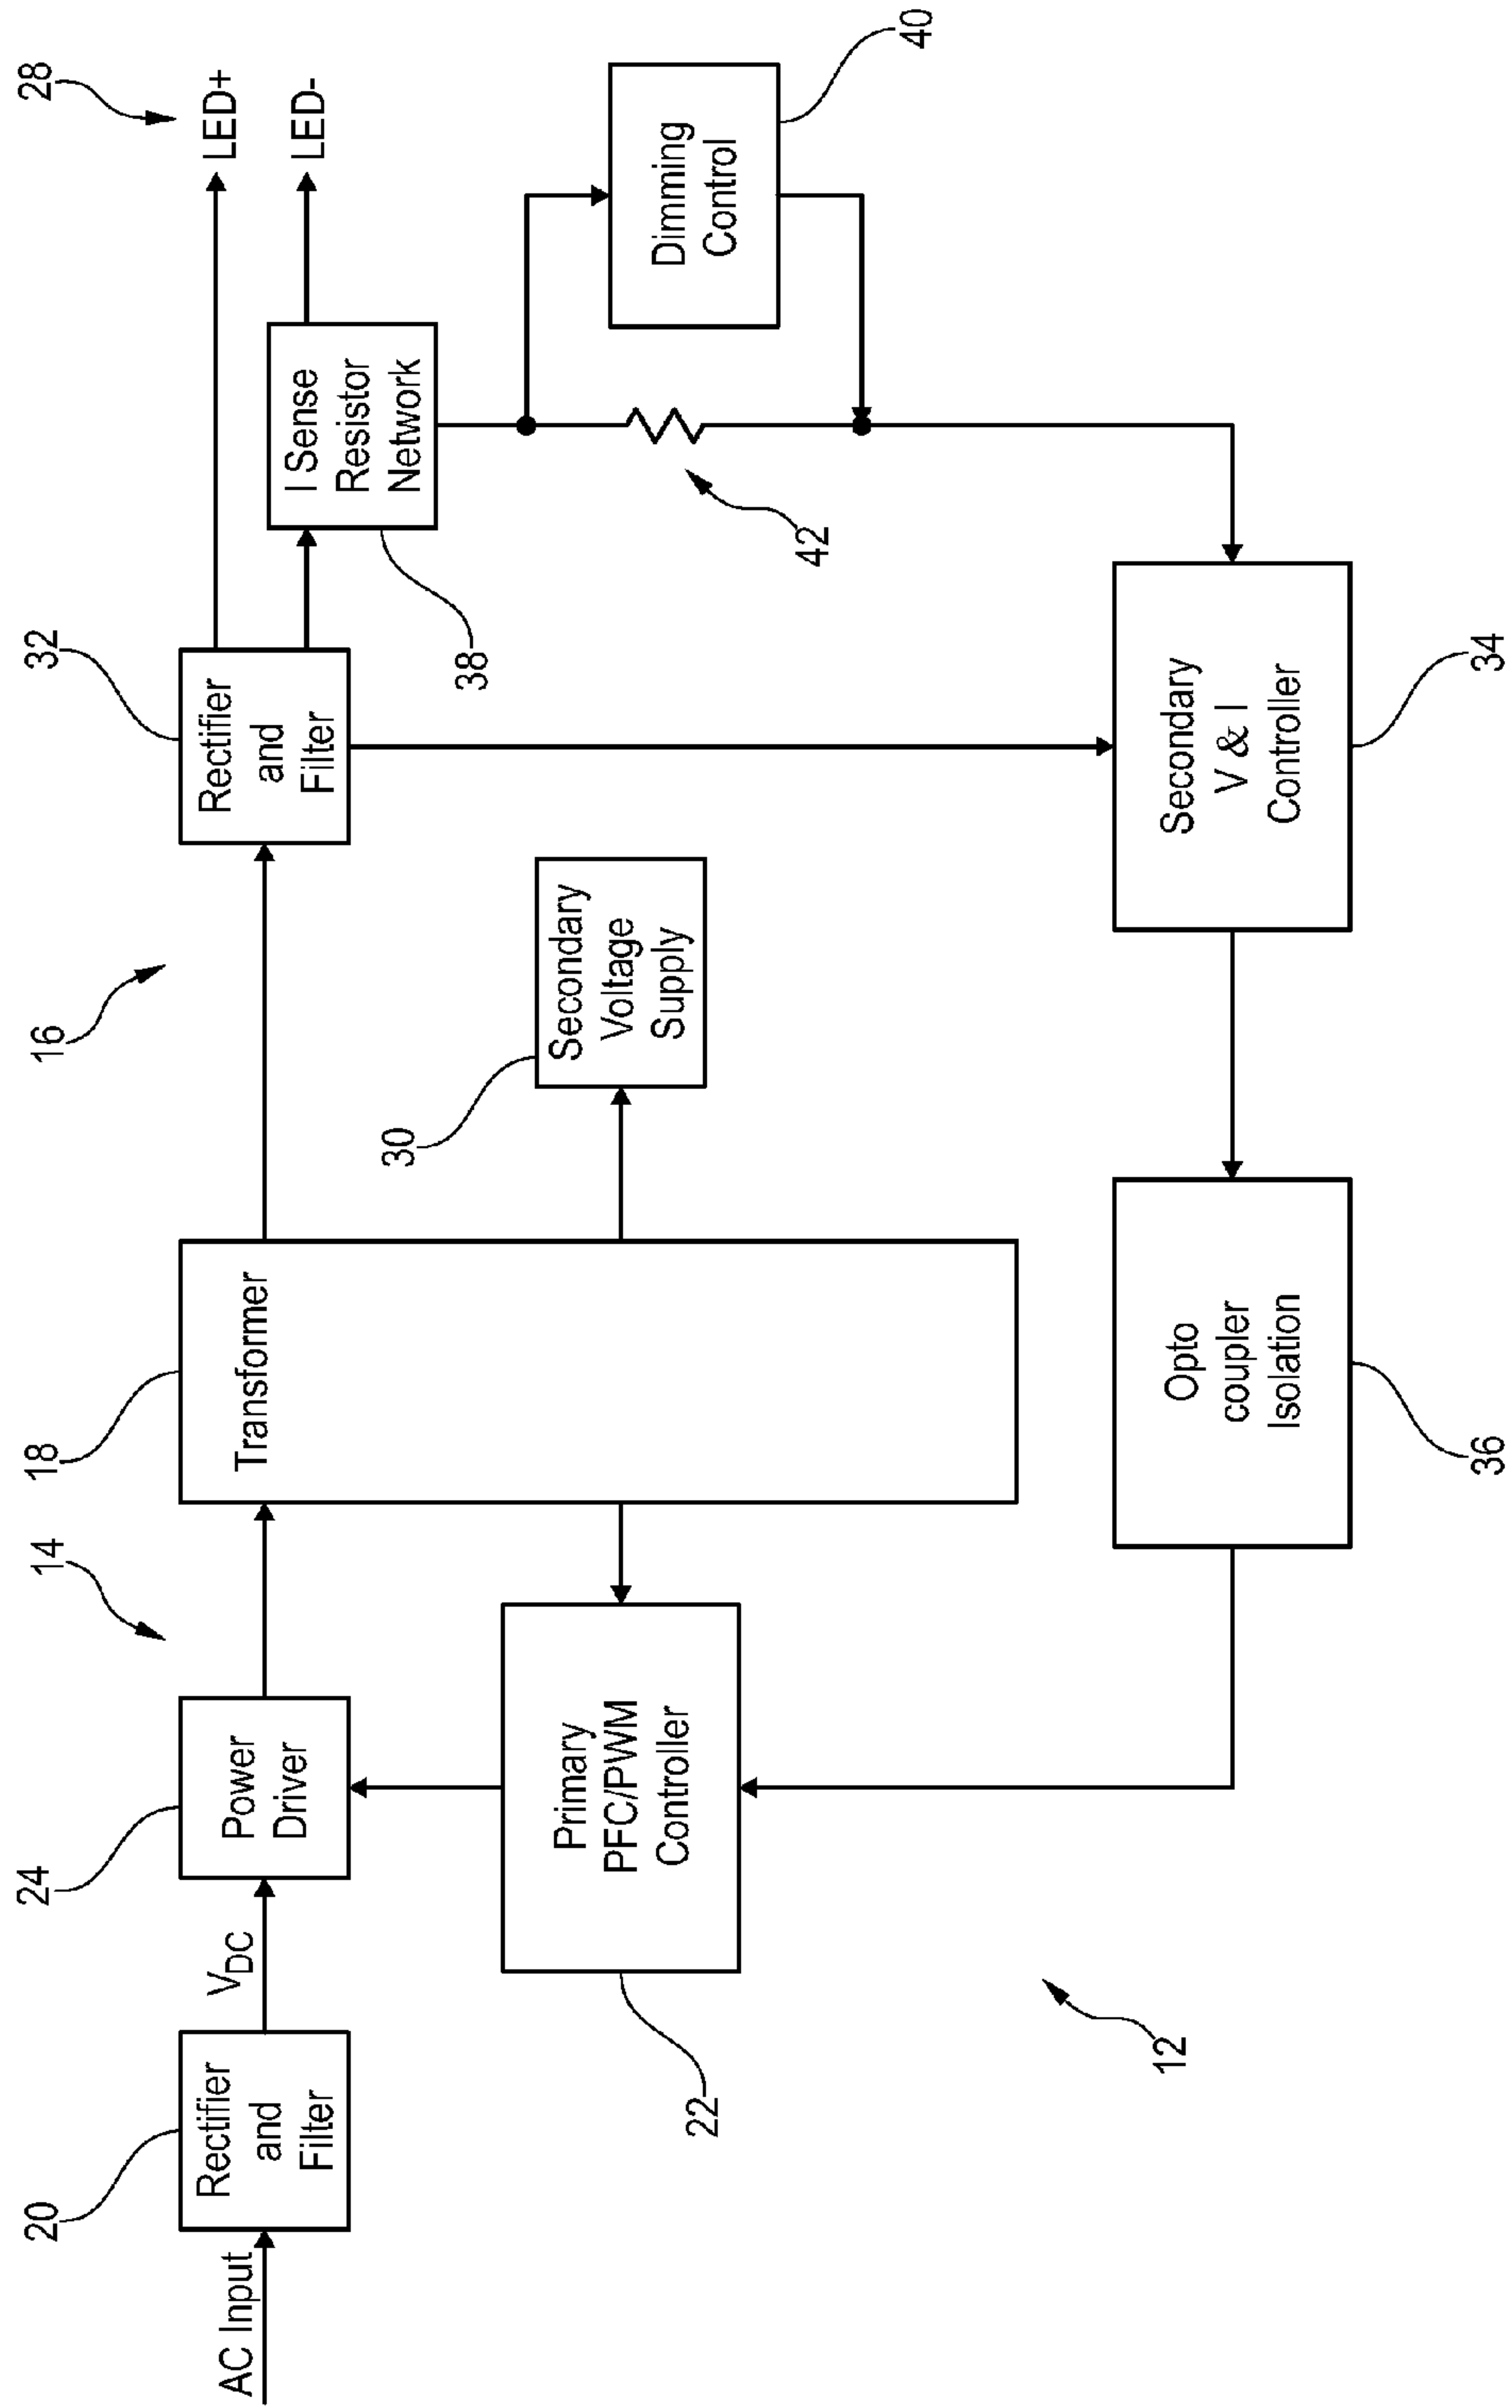 28
LED+
LED-
32
Rectifier
and
Filter
I Sense
Resistor
Network
38
Dimming
Control
40
42
16
Secondary
Voltage
Supply
30
Secondary
V & I
Controller
34
18
Transformer
Opto
coupler
Isolation
36
14
24
Power
Driver
Primary
PFC/PWM
Controller
22
VDC
20
Rectifier
and
Filter
AC Input
12